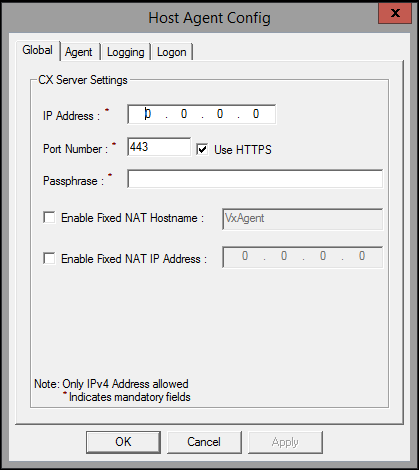 Host Agent Config
x
Global Agent Logging Logon
CX Server Settings
IP Address : * 0 . 0 . 0 . 0
Port Number : * 443 Use HTTPS
Passphrase : *
Enable Fixed NAT Hostname : VxAgent
Enable Fixed NAT IP Address : 0 . 0 . 0 . 0
Note: Only IPv4 Address allowed
* Indicates mandatory fields
OK Cancel Apply